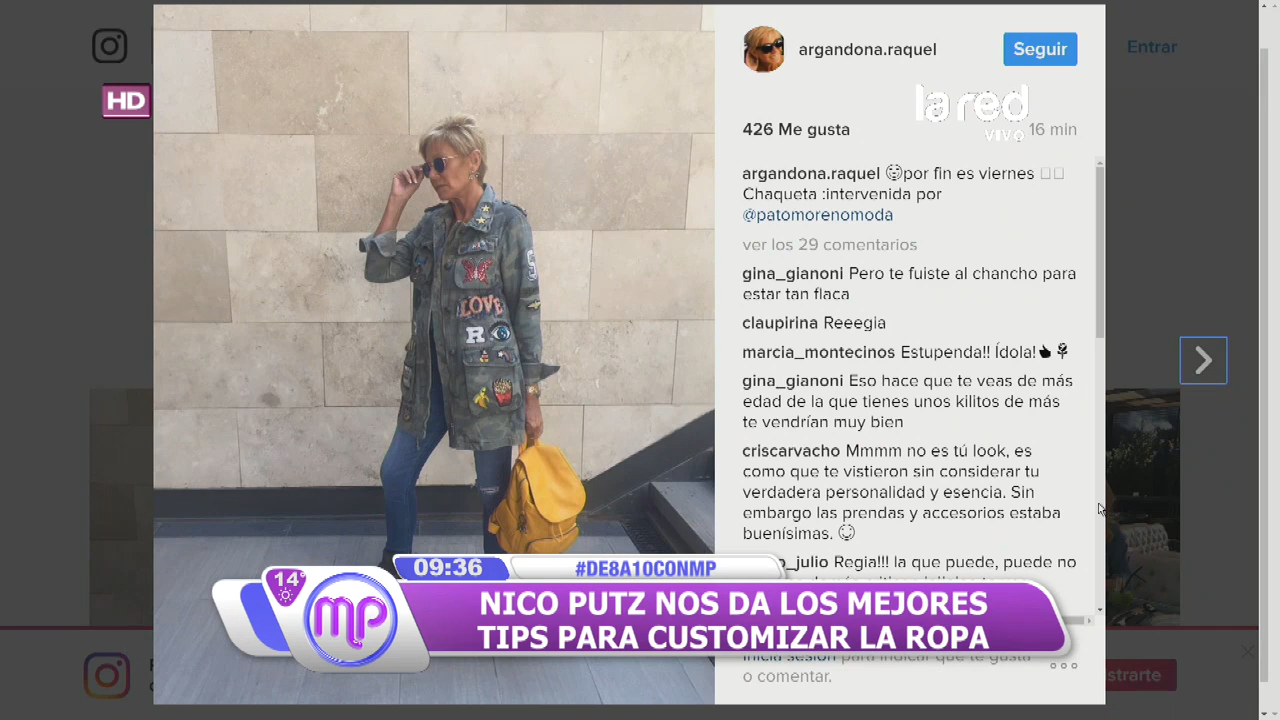 argandona.raquel
Seguir
Entrar
HD
la red
VIVO
426 Me gusta
16 min
argandona.raquel 😚por fin es viernes
Chaqueta :intervenida por
@patomorenomoda
ver los 29 comentarios
gina_gianoni Pero te fuiste al chancho para
estar tan flaca
claupirina Reeegia
marcia_montecinos Estupenda!! Ídola!
gina_gianoni Eso hace que te veas de más
edad de la que tienes unos kilitos de más
te vendrían muy bien
criscarvacho Mmmm no es tú look, es
como que te vistieron sin considerar tu
verdadera personalidad y esencia. Sin
embargo las prendas y accesorios estaba
buenísimas.
_julio Regia!!! la que puede, puede no
LOVE
R
09:36
#DE8A10CONMP
14°
mp
NICO PUTZ NOS DA LOS MEJORES
TIPS PARA CUSTOMIZAR LA ROPA
Inicia sesión para indicar que te gusta
o comentar.
strarte